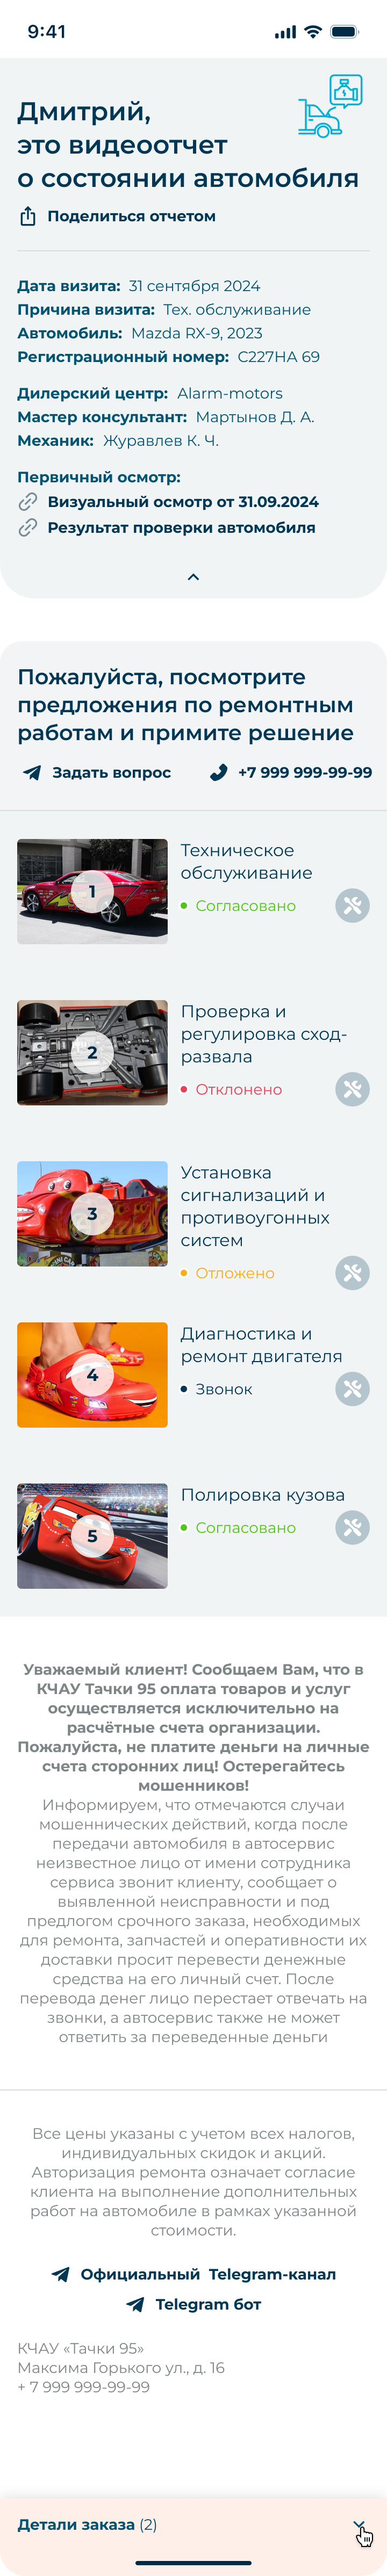 9:41
Дмитрий,
это видеоотчет
о состоянии автомобиля
Поделиться отчетом
Дата визита: 31 сентября 2024
Причина визита: Тех. обслуживание
Автомобиль: Mazda RX-9, 2023
Регистрационный номер: С227НА 69
Дилерский центр: Alarm-motors
Мастер консультант: Мартынов Д. А.
Механик: Журавлев К. Ч.
Первичный осмотр:
Визуальный осмотр от 31.09.2024
Результат проверки автомобиля
Пожалуйста, посмотрите
предложения по ремонтным
работам и примите решение
Задать вопрос
+7 999 999-99-99
1
Техническое
обслуживание
Согласовано
2
Проверка и
регулировка сход-
развала
Отклонено
3
Установка
сигнализаций и
противоугонных
систем
Отложено
4
Диагностика и
ремонт двигателя
Звонок
5
Полировка кузова
Согласовано
Уважаемый клиент! Сообщаем Вам, что в
КЧАУ Тачки 95 оплата товаров и услуг
осуществляется исключительно на
расчётные счета организации.
Пожалуйста, не платите деньги на личные
счета сторонних лиц! Остерегайтесь
мошенников!
Информируем, что отмечаются случаи
мошеннических действий, когда после
передачи автомобиля в автосервис
неизвестное лицо от имени сотрудника
сервиса звонит клиенту, сообщает о
выявленной неисправности и под
предлогом срочного заказа, необходимых
для ремонта, запчастей и оперативности их
доставки просит перевести денежные
средства на его личный счет. После
перевода денег лицо перестает отвечать на
звонки, а автосервис также не может
ответить за переведенные деньги
Все цены указаны с учетом всех налогов,
индивидуальных скидок и акций.
Авторизация ремонта означает согласие
клиента на выполнение дополнительных
работ на автомобиле в рамках указанной
стоимости.
Официальный Telegram-канал
Telegram бот
КЧАУ «Тачки 95»
Максима Горького ул., д. 16
+ 7 999 999-99-99
Детали заказа (2)